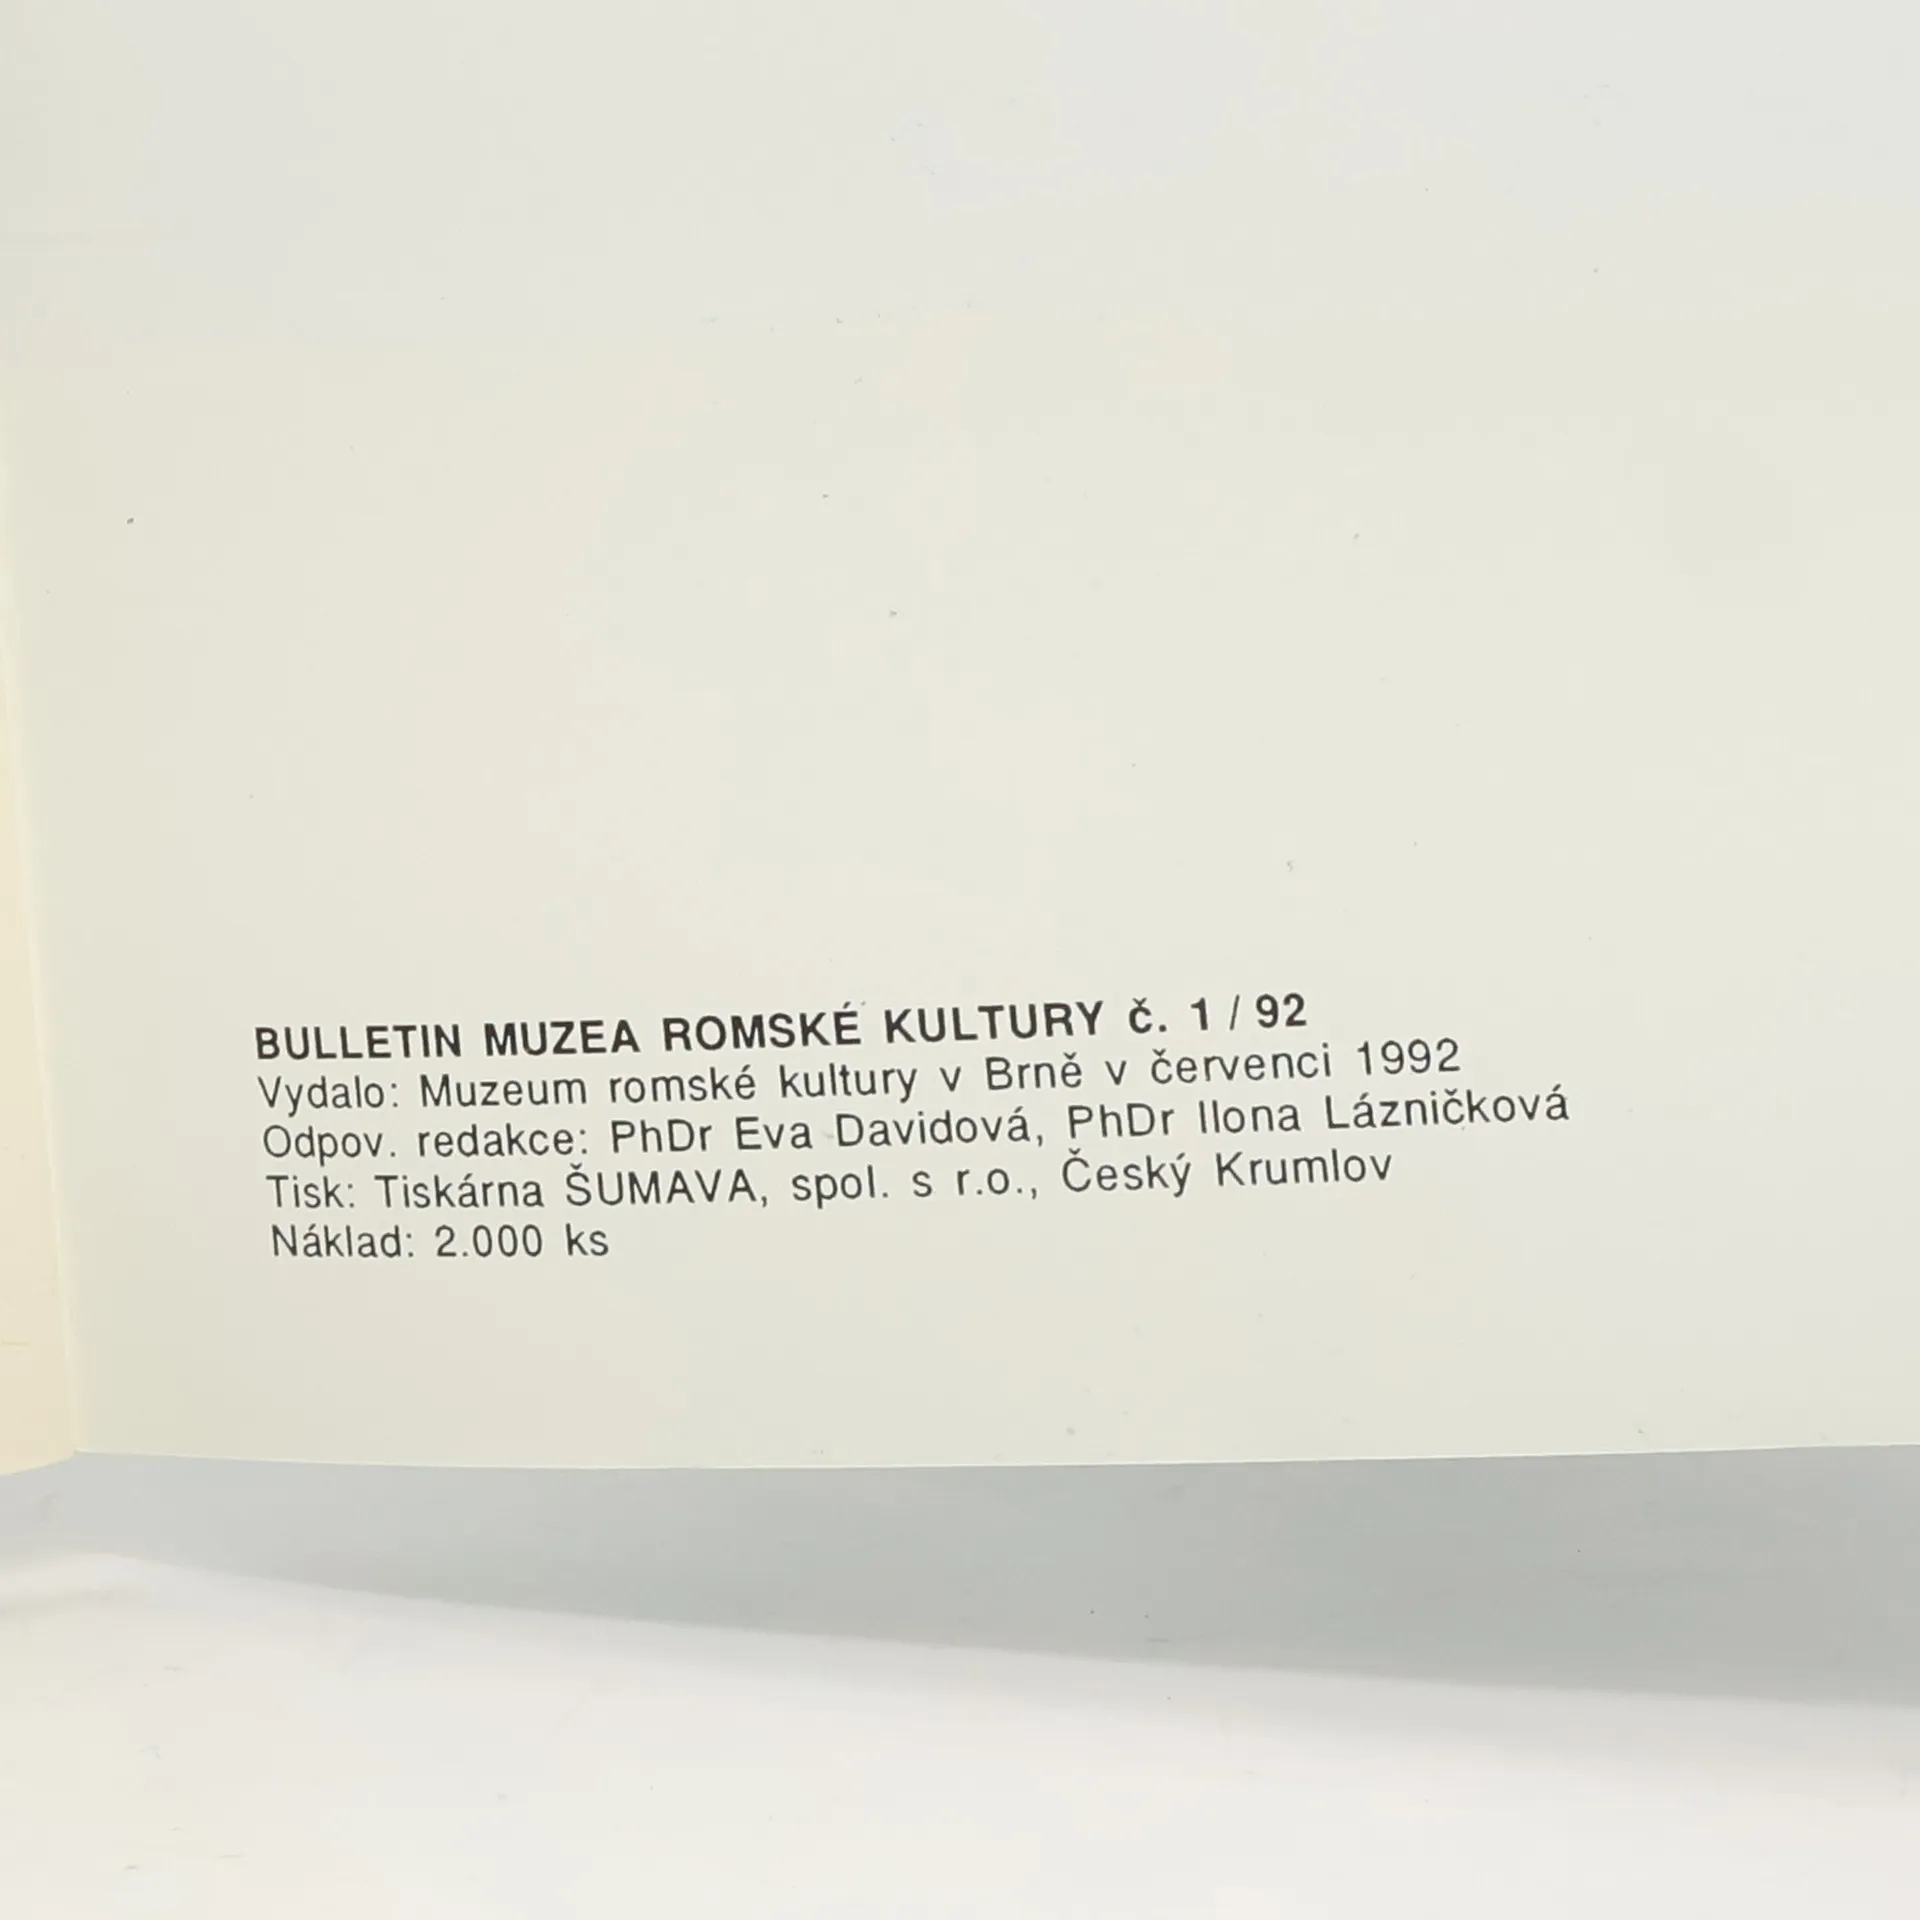 BULLETIN MUZEA ROMSKÉ KULTURY č. 1 / 92
Vydalo: Muzeum romské kultury v Brně v červenci 1992
Odpov. redakce: PhDr Eva Davidová, PhDr Ilona Lázničková
Tisk: Tiskárna ŠUMAVA, spol. s r.o., Český Krumlov
Náklad: 2.000 ks